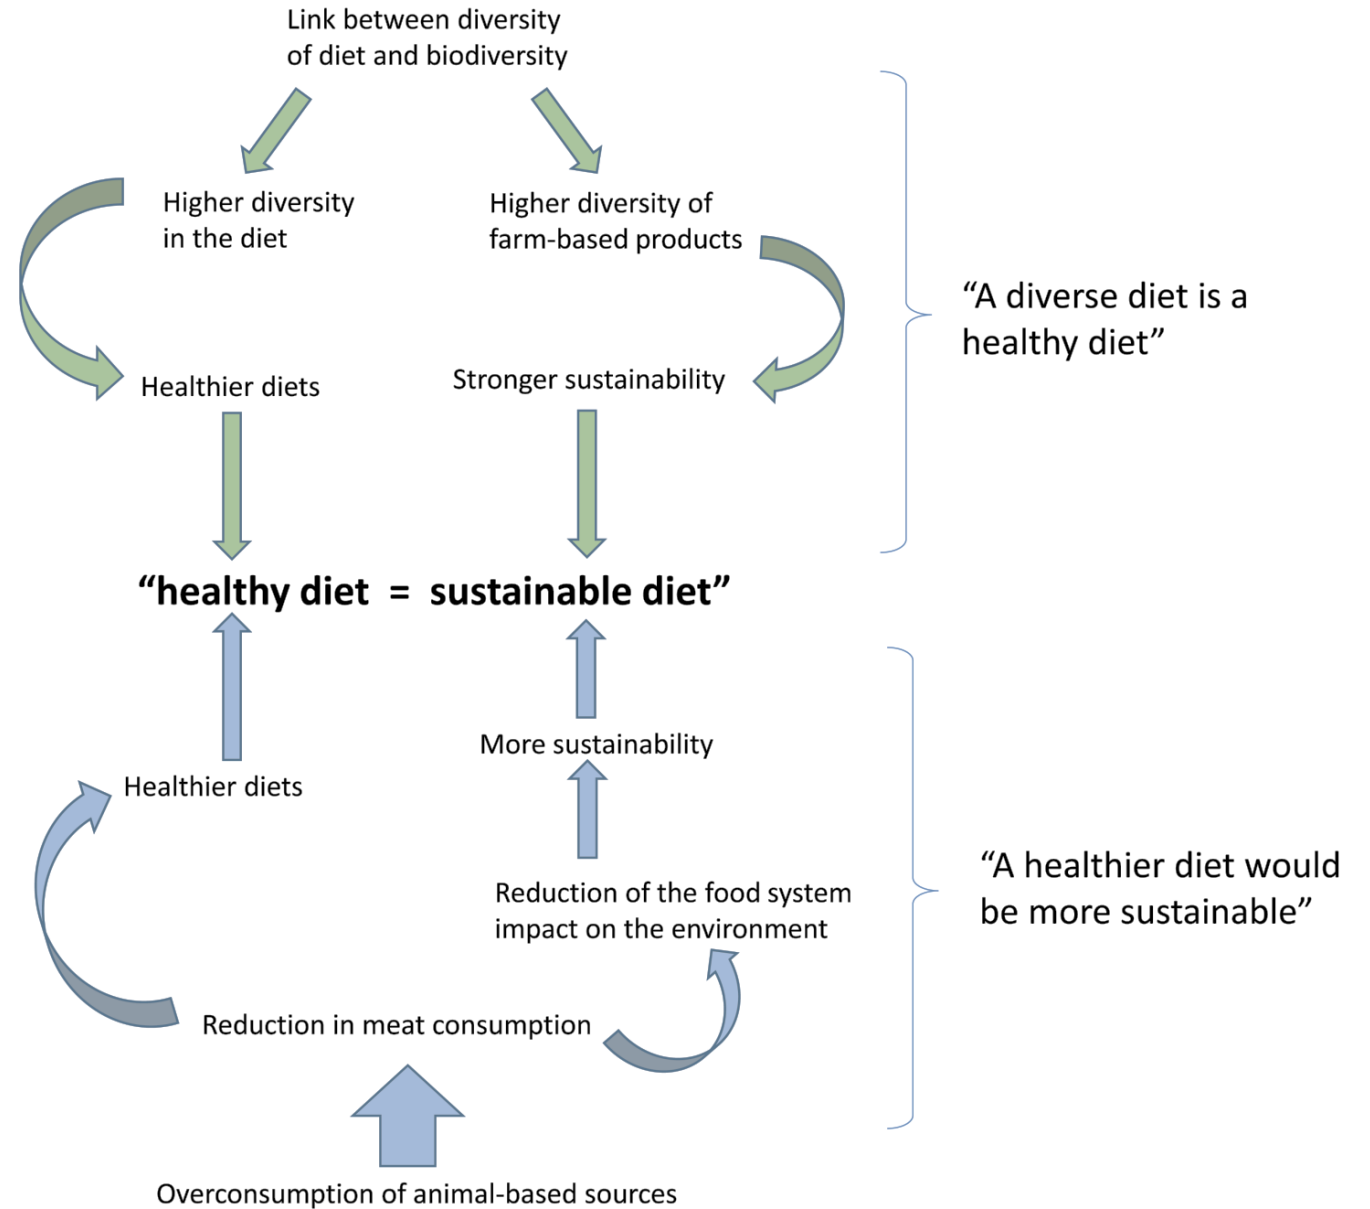 Link between diversity
of diet and biodiversity
Higher diversity
in the diet
Higher diversity of
farm-based products
“A diverse diet is a
healthy diet”
Healthier diets
Stronger sustainability
“healthy diet = sustainable diet”
More sustainability
Healthier diets
Reduction of the food system
impact on the environment
“A healthier diet would
be more sustainable”
Reduction in meat consumption
Overconsumption of animal-based sources